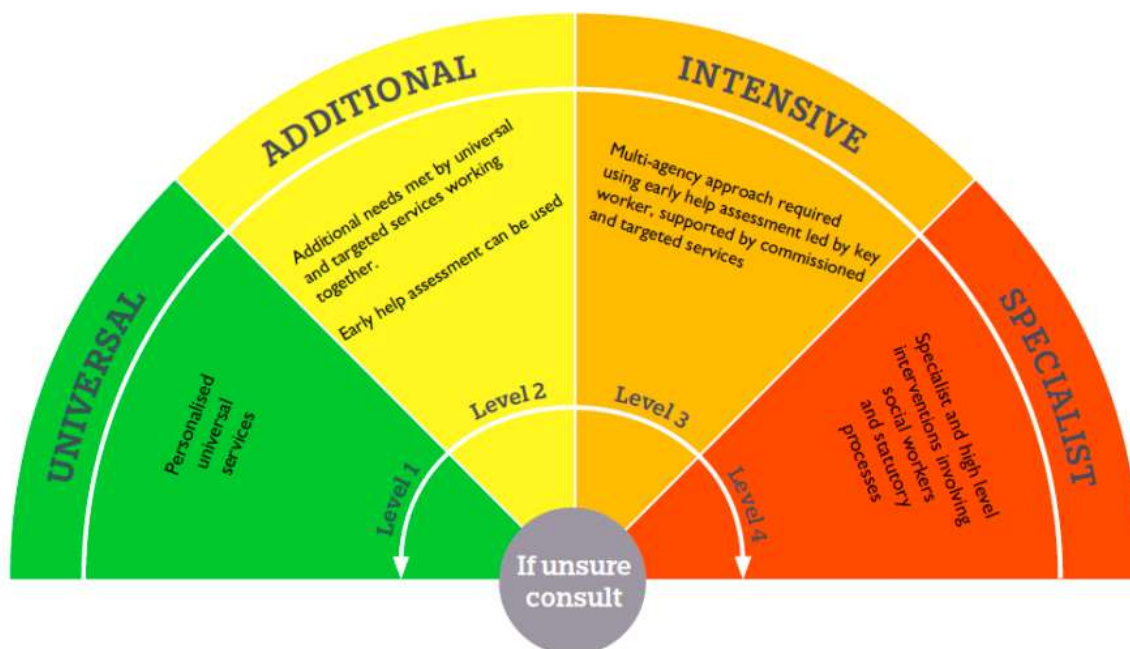 UNIVERSAL
Personalised
universal
services
Level 1
ADDITIONAL
Additional needs met by universal
and targeted services working
together.
Early help assessment can be used
Level 2
INTENSIVE
Multi-agency approach required
using early help assessment led by key
worker, supported by commissioned
and targeted services
Level 3
SPECIALIST
Specialist and high level
interventions involving
social workers
and statutory
processes
Level 4
If unsure
consult